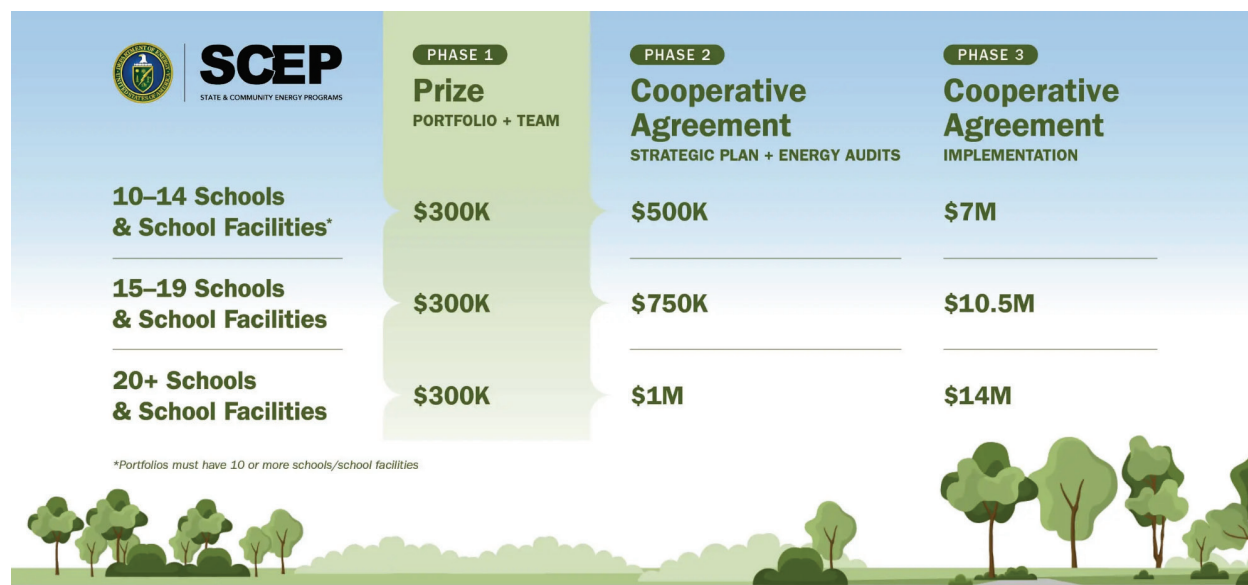 SCEP
STATE & COMMUNITY ENERGY PROGRAMS
PHASE 1
Prize
PORTFOLIO + TEAM
PHASE 2
Cooperative
Agreement
STRATEGIC PLAN + ENERGY AUDITS
PHASE 3
Cooperative
Agreement
IMPLEMENTATION
10–14 Schools
& School Facilities*
$300K
$500K
$7M
15–19 Schools
& School Facilities
$300K
$750K
$10.5M
20+ Schools
& School Facilities
$300K
$1M
$14M
*Portfolios must have 10 or more schools/school facilities